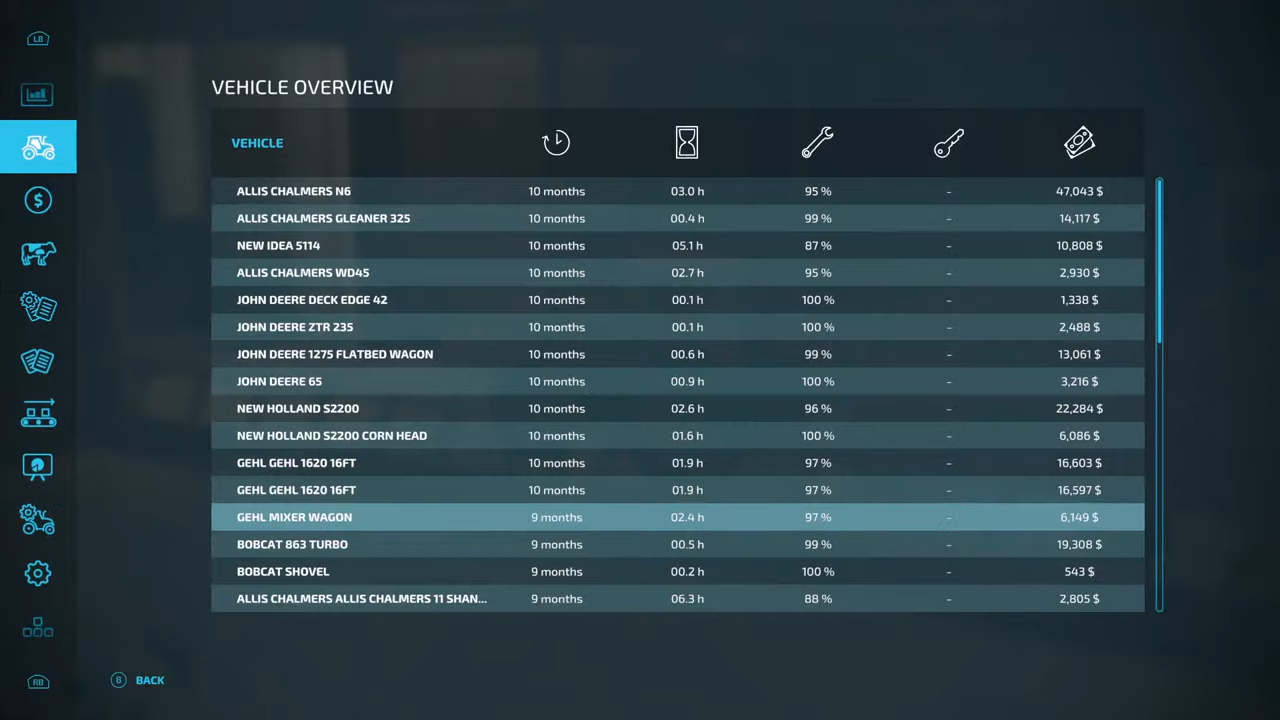 LB
VEHICLE OVERVIEW
VEHICLE
ALLIS CHALMERS N6 10 months 03.0 h 95 % - 47,043 $
ALLIS CHALMERS GLEANER 325 10 months 00.4 h 99 % - 14,117 $
NEW IDEA 5114 10 months 05.1 h 87 % - 10,808 $
ALLIS CHALMERS WD45 10 months 02.7 h 95 % - 2,930 $
JOHN DEERE DECK EDGE 42 10 months 00.1 h 100 % - 1,338 $
JOHN DEERE ZTR 235 10 months 00.1 h 100 % - 2,488 $
JOHN DEERE 1275 FLATBED WAGON 10 months 00.6 h 99 % - 13,061 $
JOHN DEERE 65 10 months 00.9 h 100 % - 3,216 $
NEW HOLLAND S2200 10 months 02.6 h 96 % - 22,284 $
NEW HOLLAND S2200 CORN HEAD 10 months 01.6 h 100 % - 6,086 $
GEHL GEHL 1620 16FT 10 months 01.9 h 97 % - 16,603 $
GEHL GEHL 1620 16FT 10 months 01.9 h 97 % - 16,597 $
GEHL MIXER WAGON 9 months 02.4 h 97 % - 6,149 $
BOBCAT 863 TURBO 9 months 00.5 h 99 % - 19,308 $
BOBCAT SHOVEL 9 months 00.2 h 100 % - 543 $
ALLIS CHALMERS ALLIS CHALMERS 11 SHAN... 9 months 06.3 h 88 % - 2,805 $
RB
B BACK